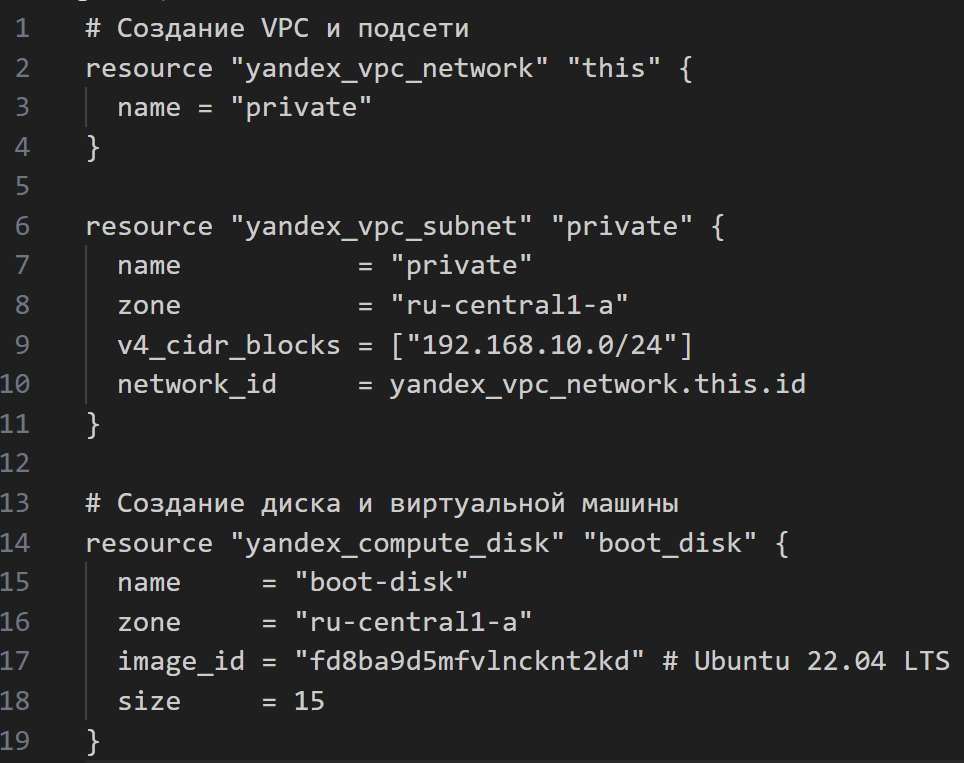 1 # Создание VPC и подсети
2 resource "yandex_vpc_network" "this" {
3   name = "private"
4 }
5
6 resource "yandex_vpc_subnet" "private" {
7   name           = "private"
8   zone           = "ru-central1-a"
9   v4_cidr_blocks = ["192.168.10.0/24"]
10   network_id     = yandex_vpc_network.this.id
11 }
12
13 # Создание диска и виртуальной машины
14 resource "yandex_compute_disk" "boot_disk" {
15   name     = "boot-disk"
16   zone     = "ru-central1-a"
17   image_id = "fd8ba9d5mfvlncknt2kd" # Ubuntu 22.04 LTS
18   size     = 15
19 }